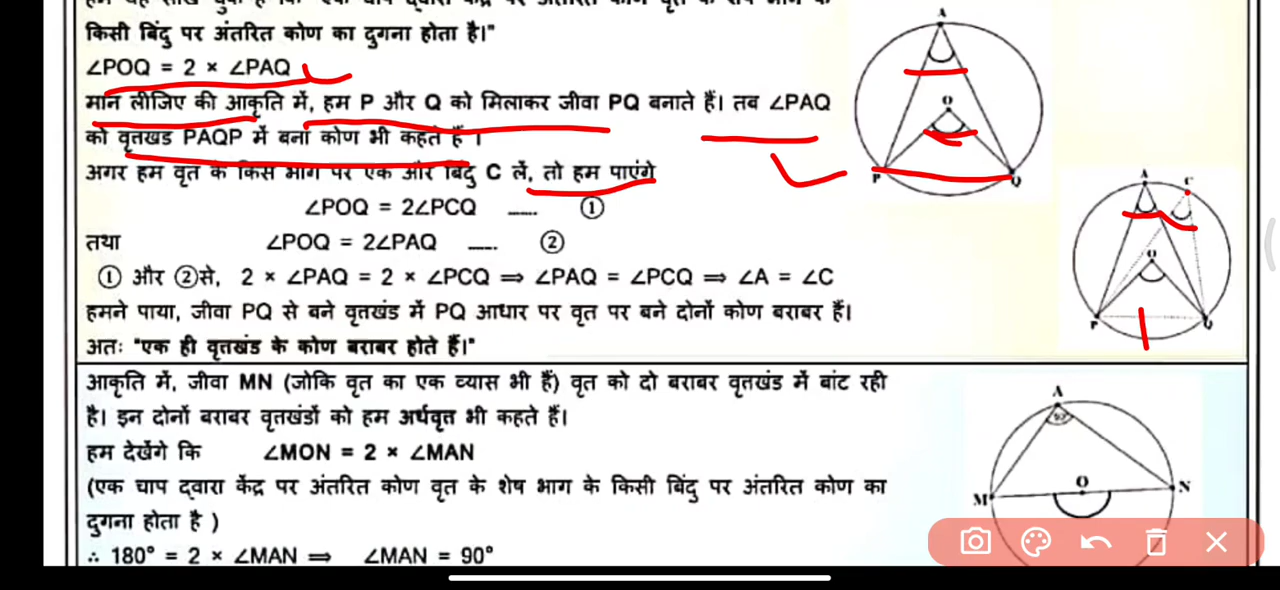 किसी बिंदु पर अंतरित कोण का दुगना होता है।"
∠POQ = 2 × ∠PAQ
मान लीजिए की आकृति में, हम P और Q को मिलाकर जीवा PQ बनाते हैं। तब ∠PAQ
को वृत्तखंड PAQP में बना कोण भी कहते हैं ।
अगर हम वृत के किस भाग पर एक और बिंदु C लें, तो हम पाएंगे
∠POQ = 2∠PCQ ...... ①
तथा ∠POQ = 2∠PAQ ...... ②
① और ②से, 2 × ∠PAQ = 2 × ∠PCQ ⟹ ∠PAQ = ∠PCQ ⟹ ∠A = ∠C
हमने पाया, जीवा PQ से बने वृत्तखंड में PQ आधार पर वृत पर बने दोनों कोण बराबर हैं।
अतः "एक ही वृत्तखंड के कोण बराबर होते हैं।"
A
O
P Q
A C
O
P Q
आकृति में, जीवा MN (जोकि वृत का एक व्यास भी हैं) वृत को दो बराबर वृत्तखंड में बांट रही
है। इन दोनों बराबर वृत्तखंडों को हम अर्धवृत्त भी कहते हैं।
हम देखेंगे कि ∠MON = 2 × ∠MAN
(एक चाप द्वारा केंद्र पर अंतरित कोण वृत के शेष भाग के किसी बिंदु पर अंतरित कोण का
दुगना होता है )
∴ 180° = 2 × ∠MAN ⟹ ∠MAN = 90°
A
90°
M O N